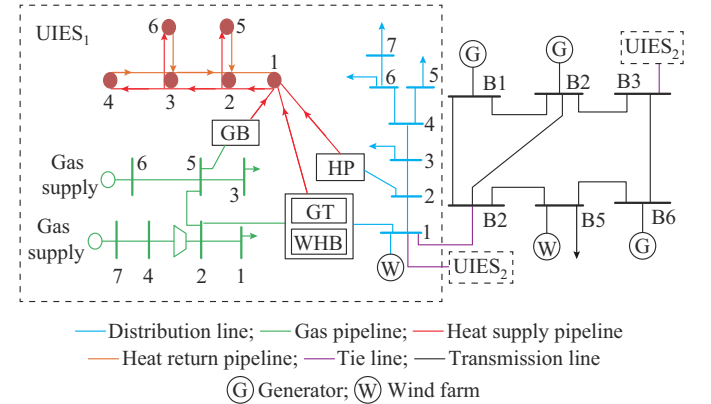 UIES₁
6
5
1
4
3
2
GB
HP
GT
WHB
Gas
supply
6
5
3
Gas
supply
7
4
2
1
7
6
5
4
3
2
1
W
UIES₂
G
G
UIES₂
B1
B2
B3
B2
B5
B6
W
G
UIES₂
Distribution line; Gas pipeline; Heat supply pipeline
Heat return pipeline; Tie line; Transmission line
G Generator; W Wind farm